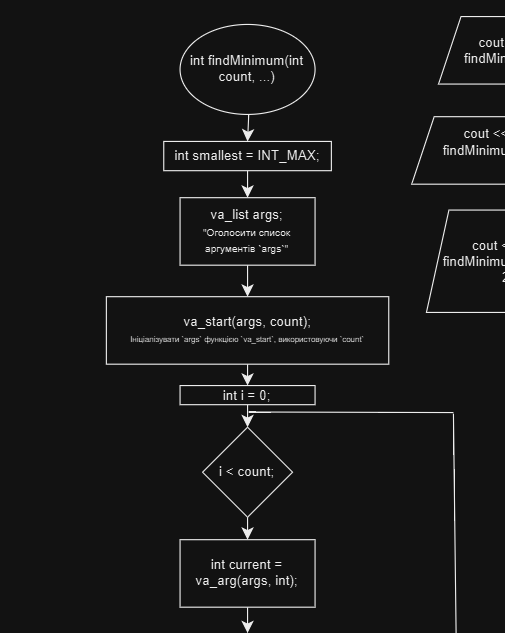 int findMinimum(int
count, ...)
int smallest = INT_MAX;
va_list args;
"Оголосити список
аргументів `args`"
va_start(args, count);
Ініціалізувати `args` функцією `va_start`, використовуючи `count`
int i = 0;
i < count;
int current =
va_arg(args, int);
cout
findMin
cout <<
findMinimu
cout <
findMinimum
2